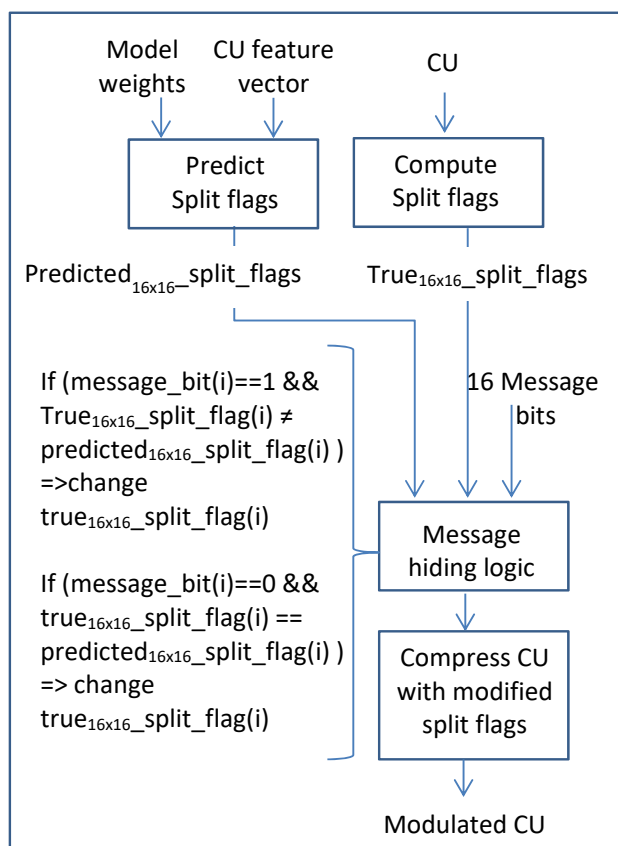 Model
weights
CU feature
vector
CU
Predict
Split flags
Compute
Split flags
Predicted₁₆ₓ₁₆_split_flags
True₁₆ₓ₁₆_split_flags
If (message_bit(i)==1 &&
True₁₆ₓ₁₆_split_flag(i) ≠
predicted₁₆ₓ₁₆_split_flag(i) )
=>change
true₁₆ₓ₁₆_split_flag(i)
16 Message
bits
If (message_bit(i)==0 &&
true₁₆ₓ₁₆_split_flag(i) ==
predicted₁₆ₓ₁₆_split_flag(i) )
=> change
true₁₆ₓ₁₆_split_flag(i)
Message
hiding logic
Compress CU
with modified
split flags
Modulated CU